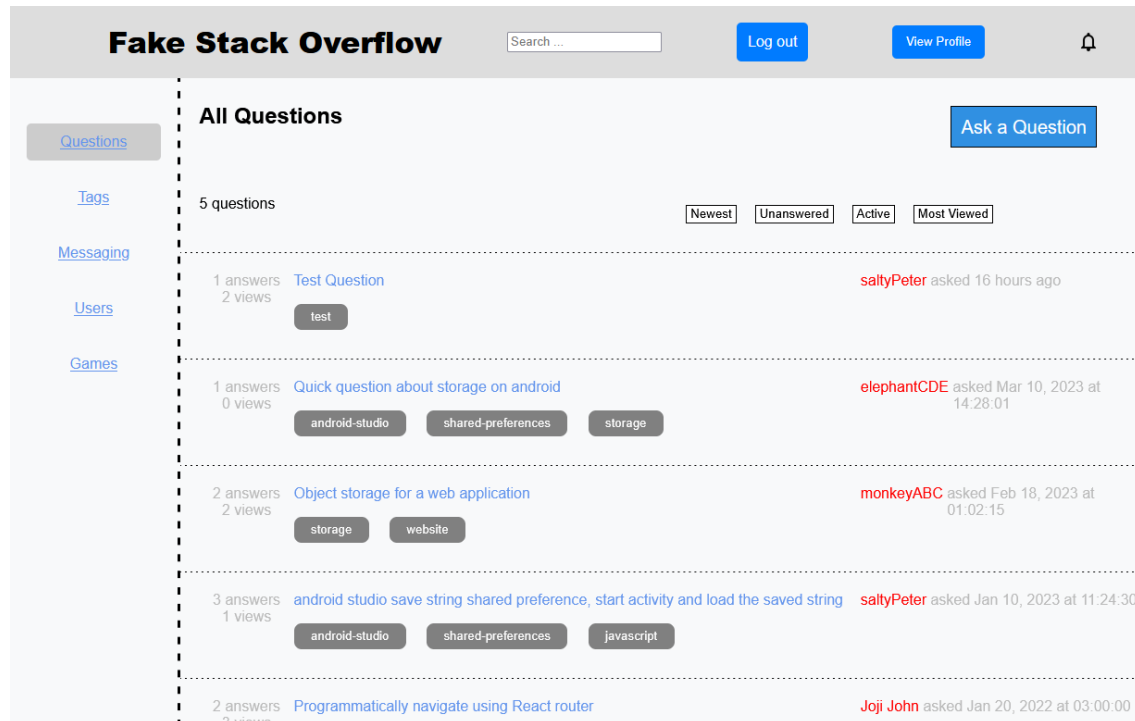 Fake Stack Overflow
Search ...
Log out
View Profile
Questions
Tags
Messaging
Users
Games
All Questions
Ask a Question
5 questions
Newest Unanswered Active Most Viewed
1 answers Test Question saltyPeter asked 16 hours ago
2 views
test
1 answers Quick question about storage on android elephantCDE asked Mar 10, 2023 at
0 views 14:28:01
android-studio shared-preferences storage
2 answers Object storage for a web application monkeyABC asked Feb 18, 2023 at
2 views 01:02:15
storage website
3 answers android studio save string shared preference, start activity and load the saved string saltyPeter asked Jan 10, 2023 at 11:24:30
1 views
android-studio shared-preferences javascript
2 answers Programmatically navigate using React router Joji John asked Jan 20, 2022 at 03:00:00